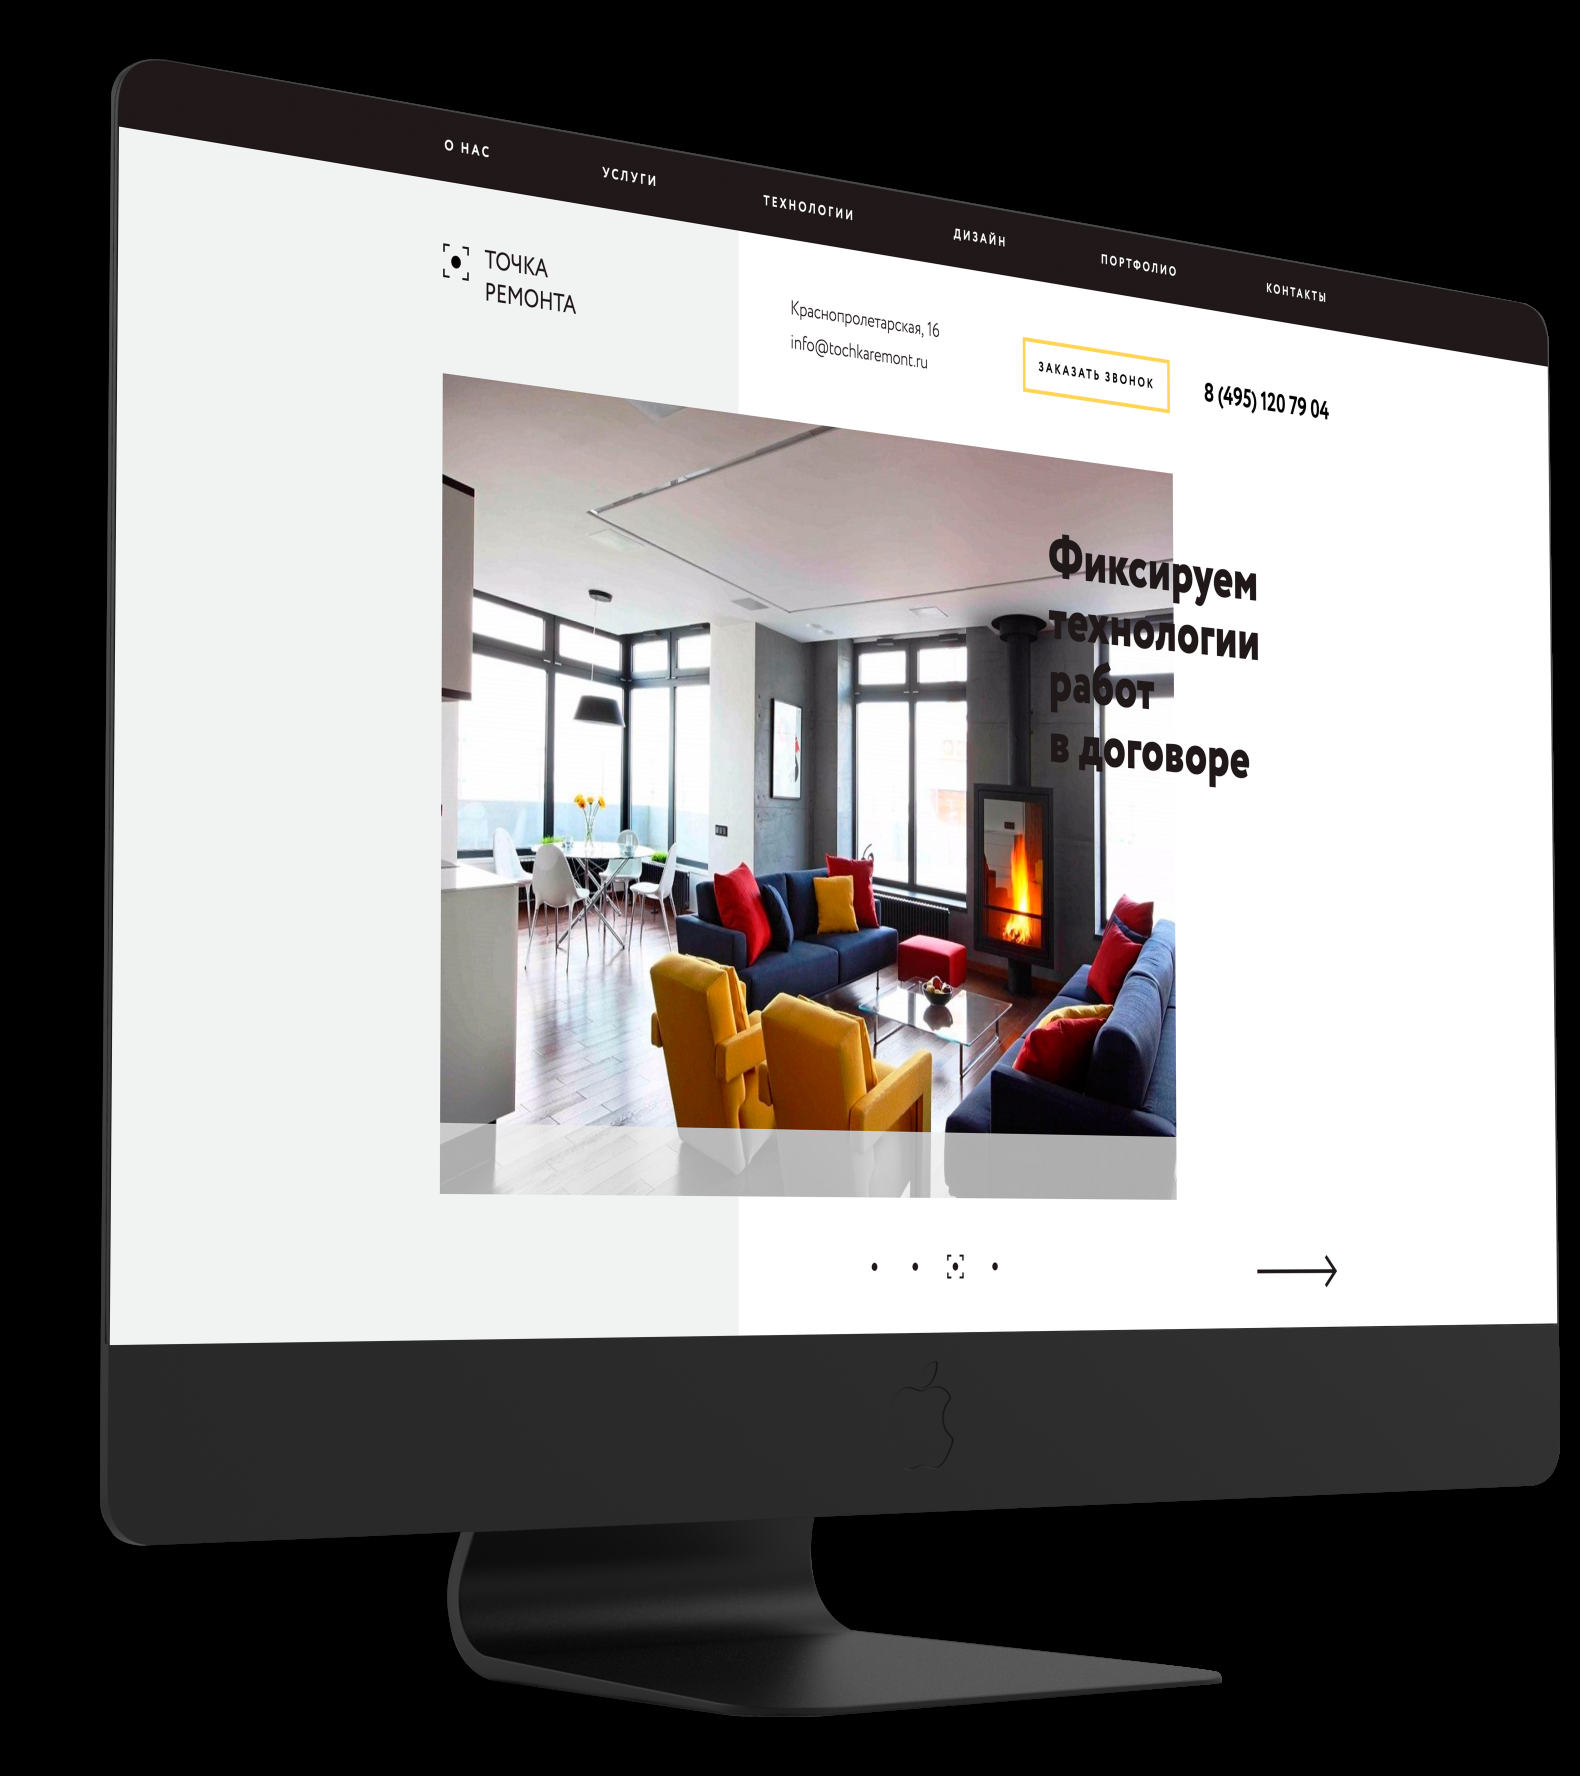 О НАС
УСЛУГИ
ТЕХНОЛОГИИ
ДИЗАЙН
ПОРТФОЛИО
КОНТАКТЫ
ТОЧКА
РЕМОНТА
Краснопролетарская, 16
info@tochkaremont.ru
ЗАКАЗАТЬ ЗВОНОК
8 (495) 120 79 04
Фиксируем
технологии
работ
в договоре